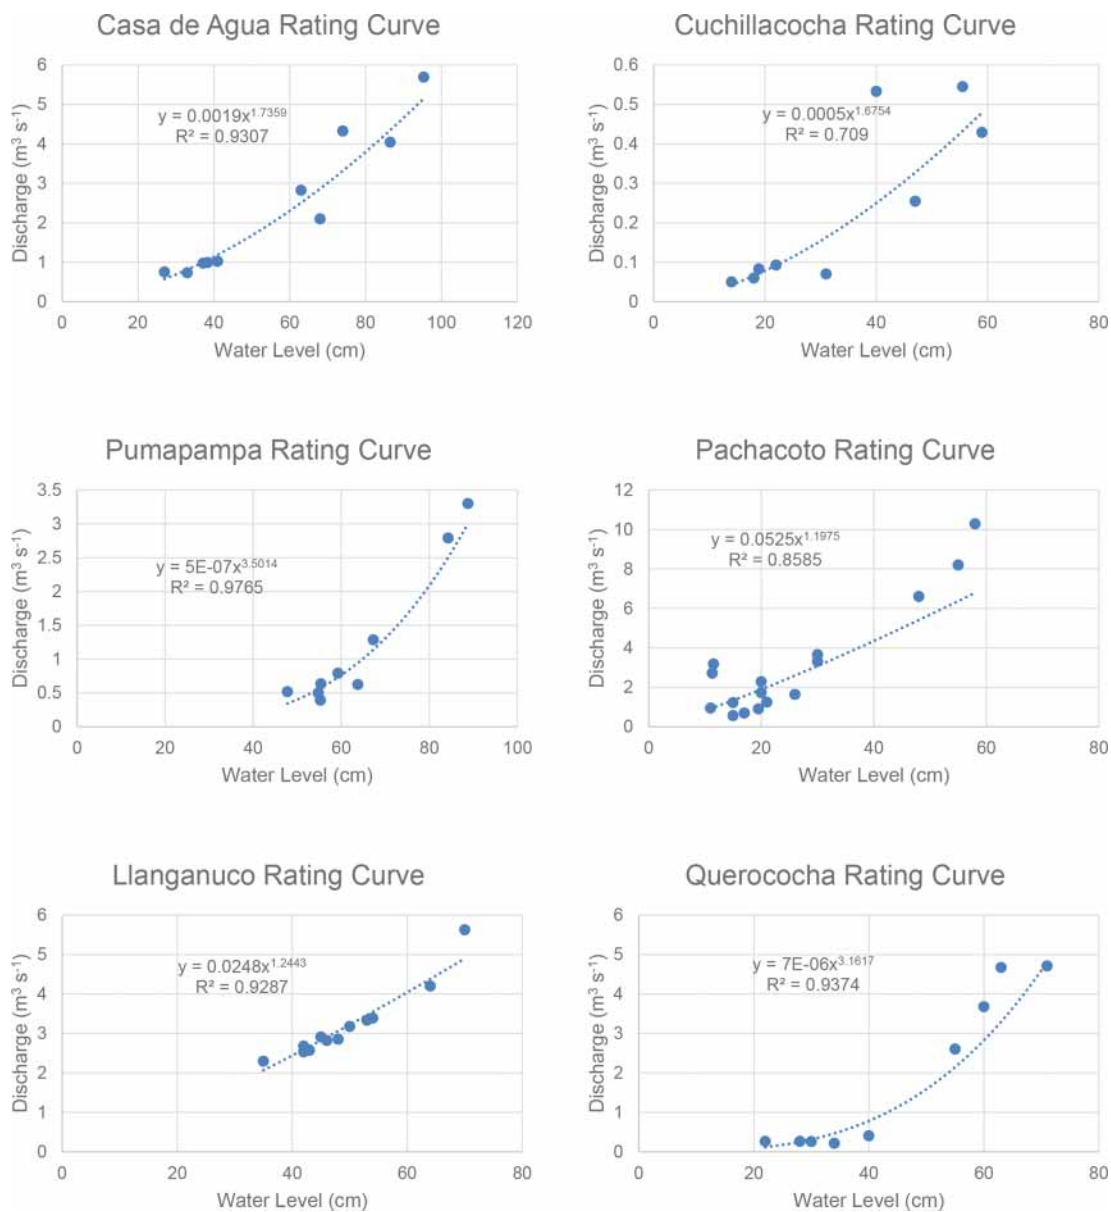 Casa de Agua Rating Curve
Discharge (m³ s⁻¹)
6
5
4
3
2
1
0
y = 0.0019x^1.7359
R² = 0.9307
0 20 40 60 80 100 120
Water Level (cm)
Cuchillacocha Rating Curve
Discharge (m³ s⁻¹)
0.6
0.5
0.4
0.3
0.2
0.1
0
y = 0.0005x^1.6754
R² = 0.709
0 20 40 60 80
Water Level (cm)
Pumapampa Rating Curve
Discharge (m³ s⁻¹)
3.5
3
2.5
2
1.5
1
0.5
0
y = 5E-07x^3.5014
R² = 0.9765
0 20 40 60 80 100
Water Level (cm)
Pachacoto Rating Curve
Discharge (m³ s⁻¹)
12
10
8
6
4
2
0
y = 0.0525x^1.1975
R² = 0.8585
0 20 40 60 80
Water Level (cm)
Llanganuco Rating Curve
Discharge (m³ s⁻¹)
6
5
4
3
2
1
0
y = 0.0248x^1.2443
R² = 0.9287
0 20 40 60 80
Water Level (cm)
Querococha Rating Curve
Discharge (m³ s⁻¹)
6
5
4
3
2
1
0
y = 7E-06x^3.1617
R² = 0.9374
0 20 40 60 80
Water Level (cm)